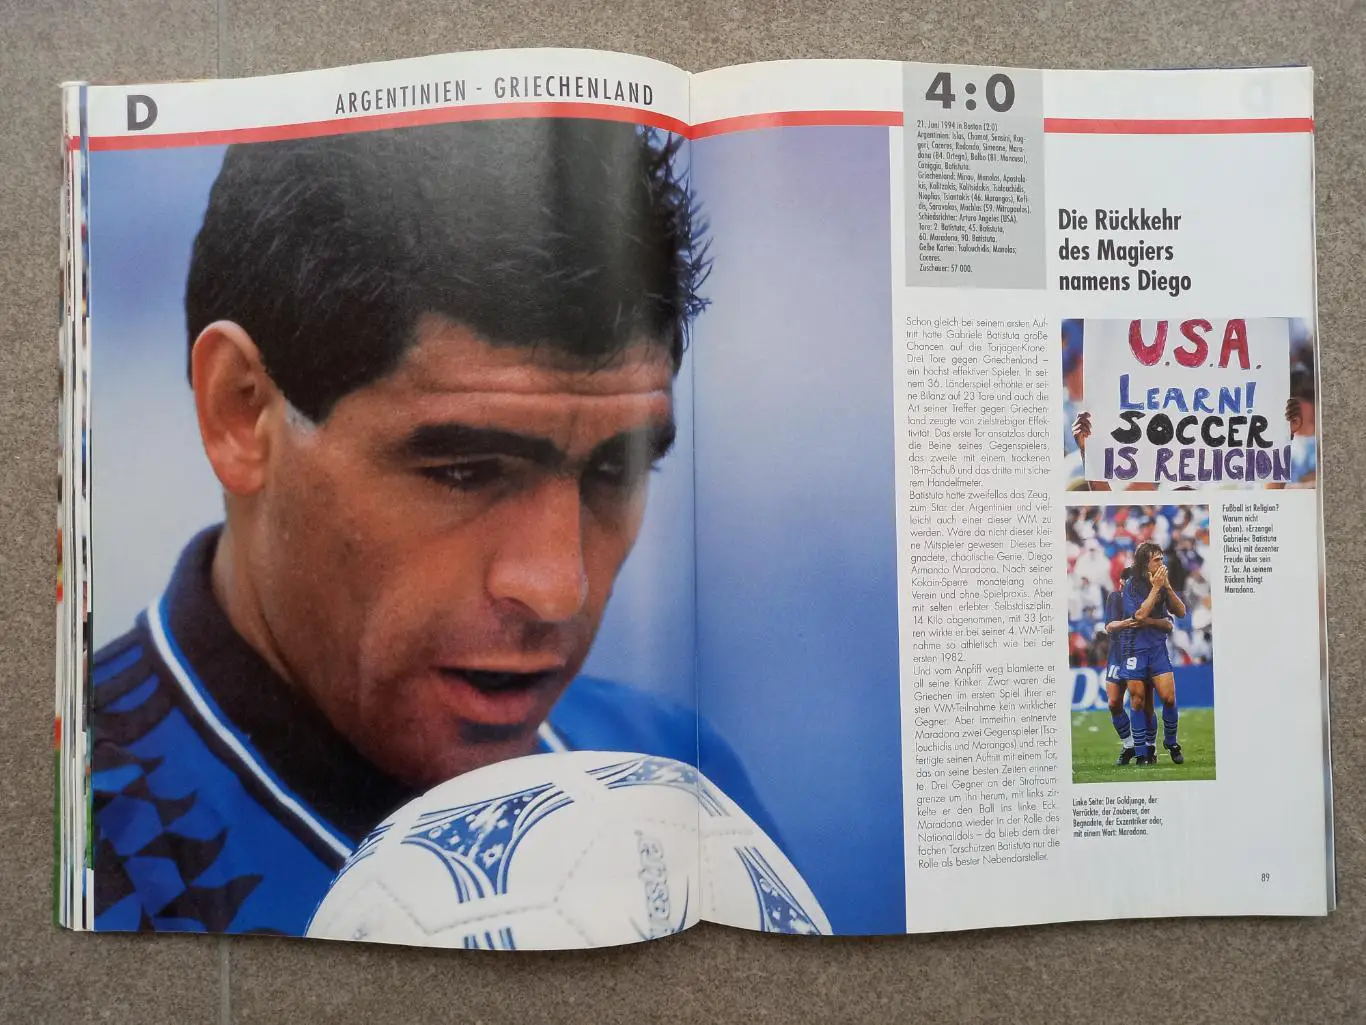 D
ARGENTINIEN - GRIECHENLAND
4:0
21. Juni 1994 in Boston (2:0)
Argentinien: Islas, Chamot, Sensini, Rug-
geri, Caceres, Redondo, Simeone, Mara-
dona (84. Ortega), Balbo (81. Mancuso),
Caniggia, Batistuta.
Griechenland: Minou, Manolas, Apostola-
kis, Kolitzakis, Kalitsidakis, Tsalouchidis,
Nioplias, Tsiantakis (46. Marangos), Kofi-
dis, Saravakos, Machlas (59. Mitropoulos).
Schiedsrichter: Arturo Angeles (USA).
Tore: 2. Batistuta, 45. Batistuta,
60. Maradona, 90. Batistuta.
Gelbe Karten: Tsalouchidis, Manolas;
Caceres.
Zuschauer: 57 000.
Die Rückkehr
des Magiers
namens Diego
Schon gleich bei seinem ersten Auf-
tritt hatte Gabriele Batistuta große
Chancen auf die Torjäger-Krone.
Drei Tore gegen Griechenland –
ein höchst effektiver Spieler. In sei-
nem 36. Länderspiel erhöhte er sei-
ne Bilanz auf 23 Tore und auch die
Art seiner Treffer gegen Griechen-
land zeugte von zielstrebiger Effek-
tivität. Das erste Tor ansatzlos durch
die Beine seines Gegenspielers,
das zweite mit einem trockenen
18-m-Schuß und das dritte mit siche-
rem Handelfmeter.
Batistuta hatte zweifellos das Zeug,
zum Star der Argentinier und viel-
leicht auch einer dieser WM zu
werden. Wäre da nicht dieser klei-
ne Mitspieler gewesen. Dieses be-
gnadete, chaotische Genie. Diego
Armando Maradona. Nach seiner
Kokain-Sperre monatelang ohne
Verein und ohne Spielpraxis. Aber
mit selten erlebter Selbstdisziplin.
14 Kilo abgenommen, mit 33 Jah-
ren wirkte er bei seiner 4. WM-Teil-
nahme so athletisch wie bei der
ersten 1982.
Und vom Anpfiff weg blamierte er
all seine Kritiker. Zwar waren die
Griechen im ersten Spiel ihrer er-
sten WM-Teilnahme kein wirklicher
Gegner. Aber immerhin entnervte
Maradona zwei Gegenspieler (Tsa-
louchidis und Marangos) und recht-
fertigte seinen Auftritt mit einem Tor,
das an seine besten Zeiten erinner-
te. Drei Gegner an der Strafraum-
grenze um ihn herum, mit links zir-
kelte er den Ball ins linke Eck.
Maradona wieder in der Rolle des
Nationalidols – da blieb dem drei-
fachen Torschützen Batistuta nur die
Rolle als bester Nebendarsteller.
U.S.A.
LEARN!
SOCCER
IS RELIGION
Fußball ist Religion?
Warum nicht
(oben). »Erzengel
Gabriele« Batistuta
(links) mit dezenter
Freude über sein
2. Tor. An seinem
Rücken hängt
Maradona.
10
9
Linke Seite: Der Goldjunge, der
Verrückte, der Zauberer, der
Begnadete, der Exzentriker oder,
mit einem Wort: Maradona.
89